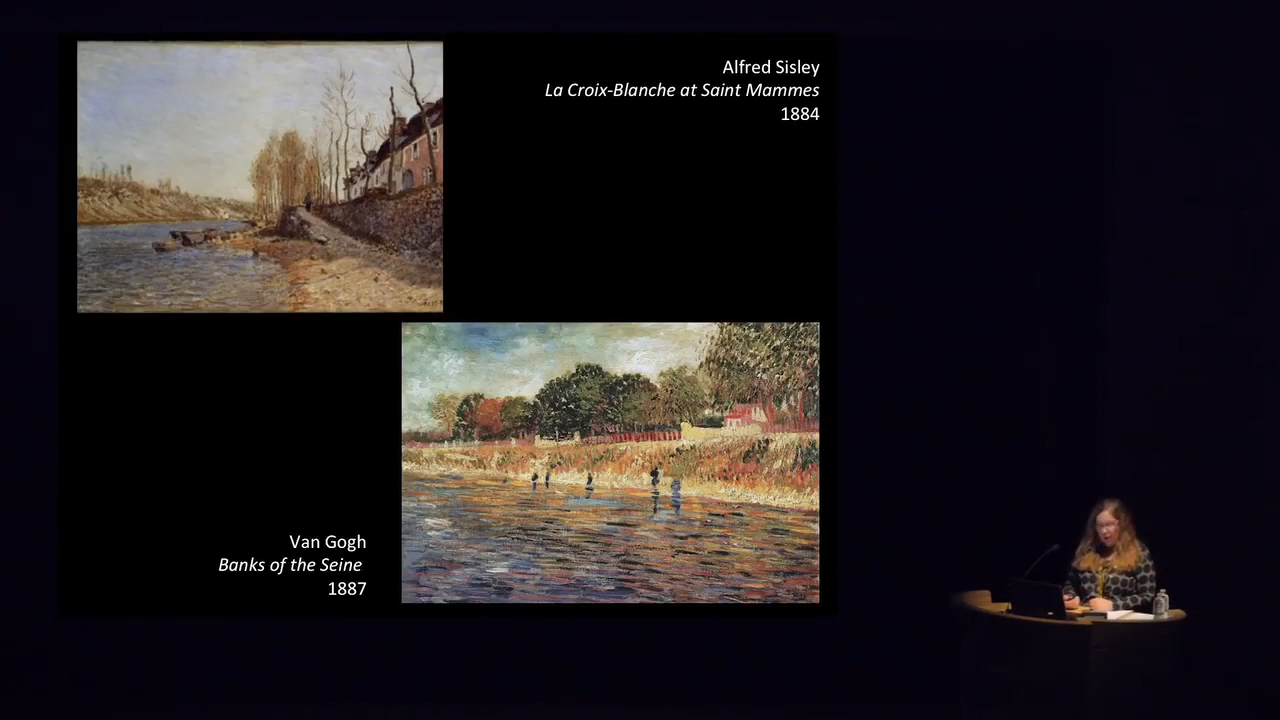 Alfred Sisley
La Croix-Blanche at Saint Mammes
1884
Van Gogh
Banks of the Seine
1887